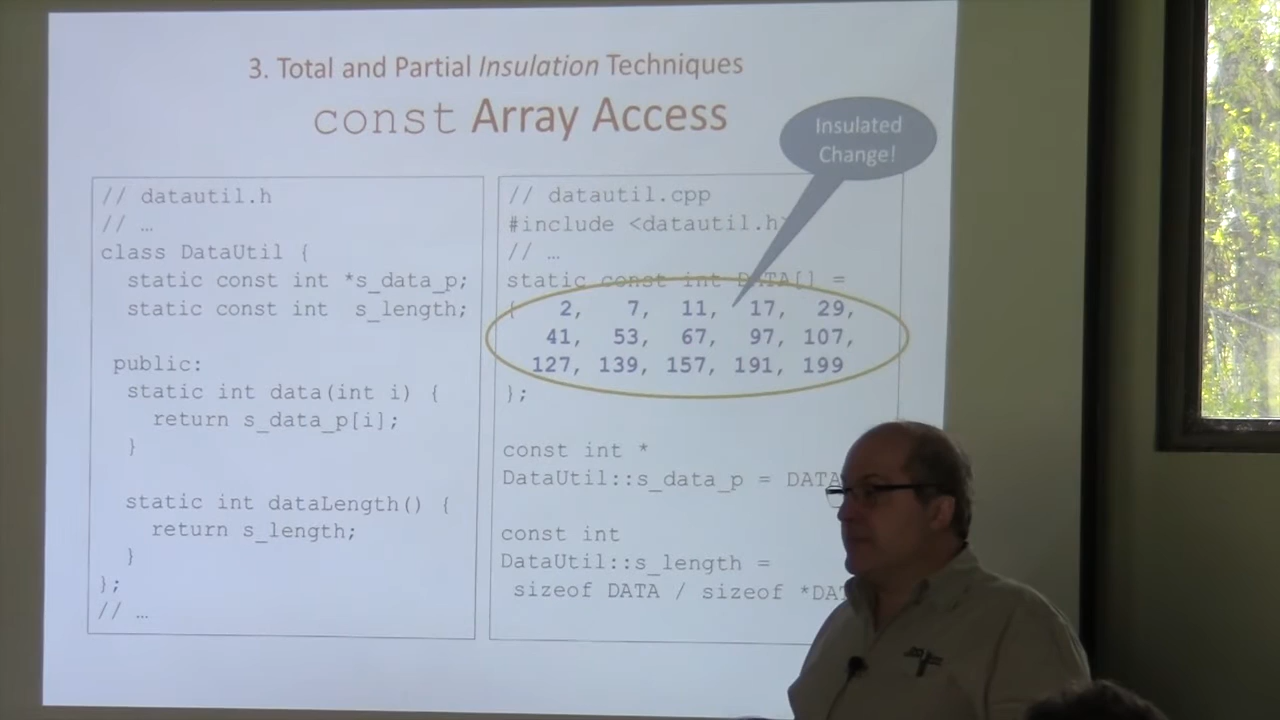 3. Total and Partial Insulation Techniques
const Array Access
Insulated
Change!
// datautil.h
// …
class DataUtil {
static const int *s_data_p;
static const int s_length;
public:
static int data(int i) {
return s_data_p[i];
}
static int dataLength() {
return s_length;
}
};
// …
// datautil.cpp
#include <datautil.h
// …
static const int DATA[] =
{ 2, 7, 11, 17, 29,
41, 53, 67, 97, 107,
127, 139, 157, 191, 199
};
const int *
DataUtil::s_data_p = DATA
const int
DataUtil::s_length =
sizeof DATA / sizeof *DAT